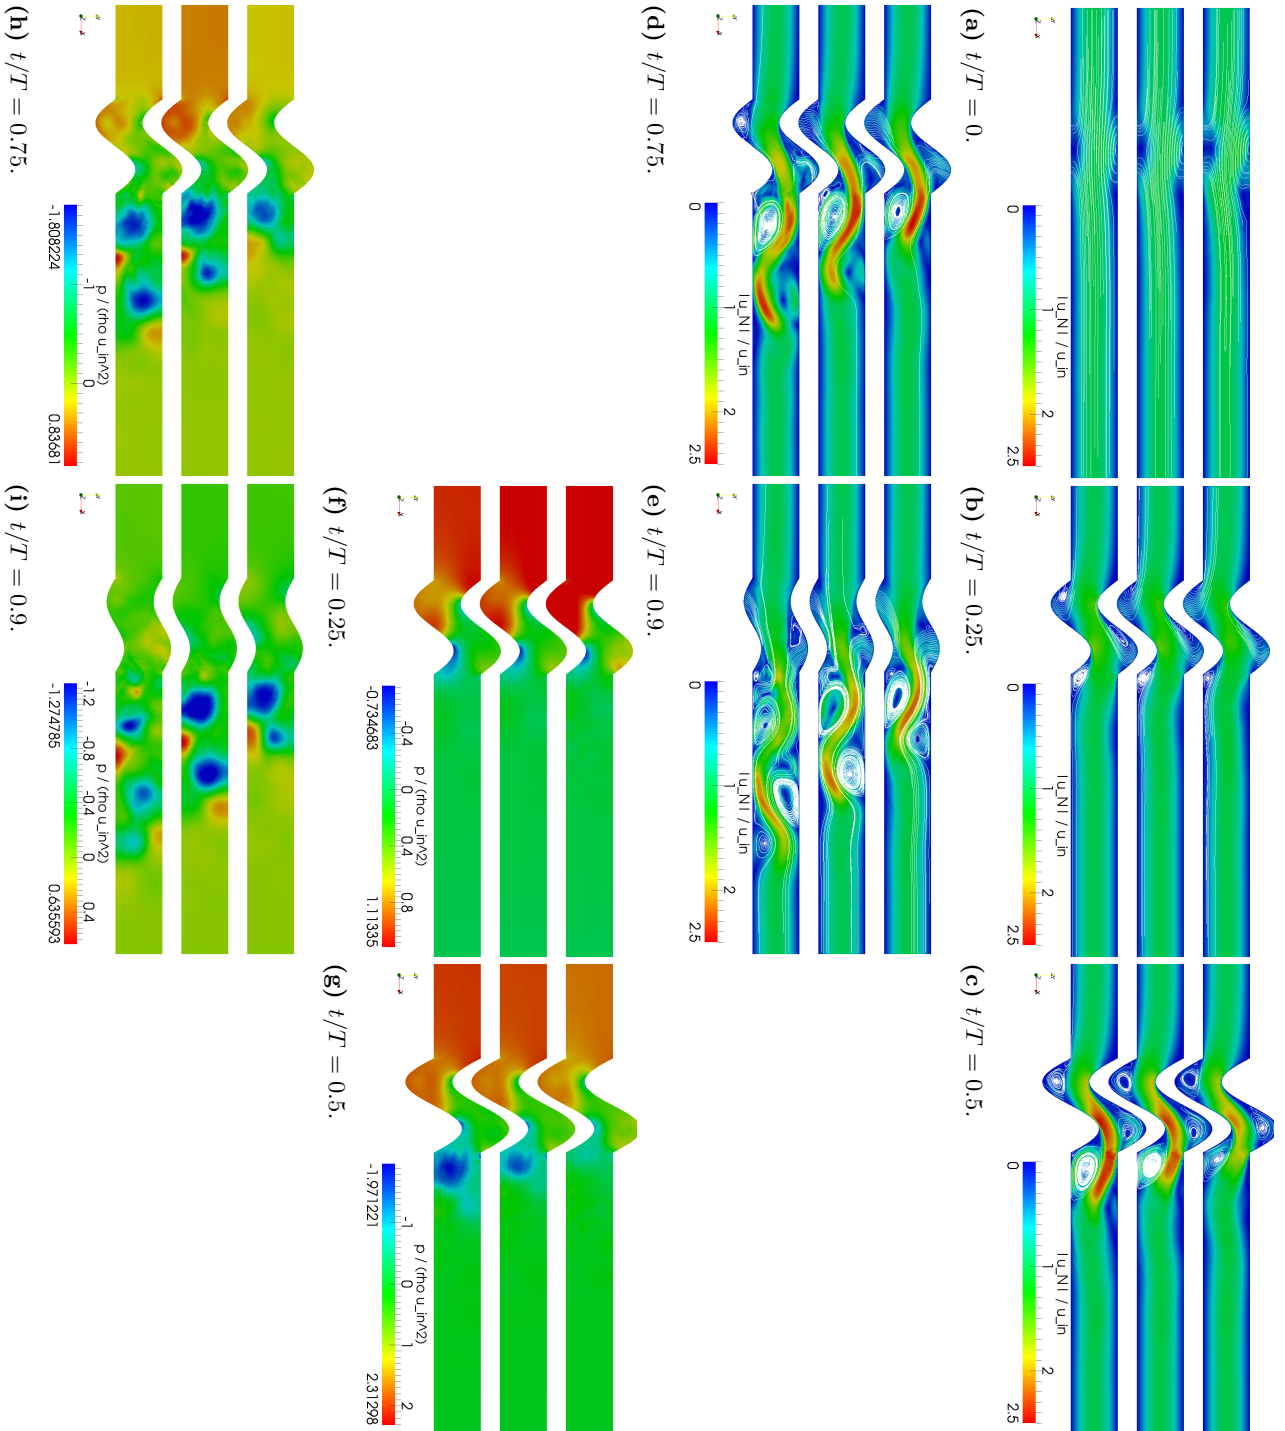 0
1
2
2.5
|u_N| / u_in
(a) t/T = 0.
0
1
2
2.5
|u_N| / u_in
(b) t/T = 0.25.
0
1
2
2.5
|u_N| / u_in
(c) t/T = 0.5.
0
1
2
2.5
|u_N| / u_in
(d) t/T = 0.75.
0
1
2
2.5
|u_N| / u_in
(e) t/T = 0.9.
p / (rho u_in^2)
-0.4 0 0.4 0.8
-0.734683 1.11335
(f) t/T = 0.25.
p / (rho u_in^2)
-1 0 1 2
-1.971221 2.31298
(g) t/T = 0.5.
p / (rho u_in^2)
-1 0
-1.808224 0.83681
(h) t/T = 0.75.
p / (rho u_in^2)
-1.2 -0.8 -0.4 0 0.4
-1.274785 0.635593
(i) t/T = 0.9.